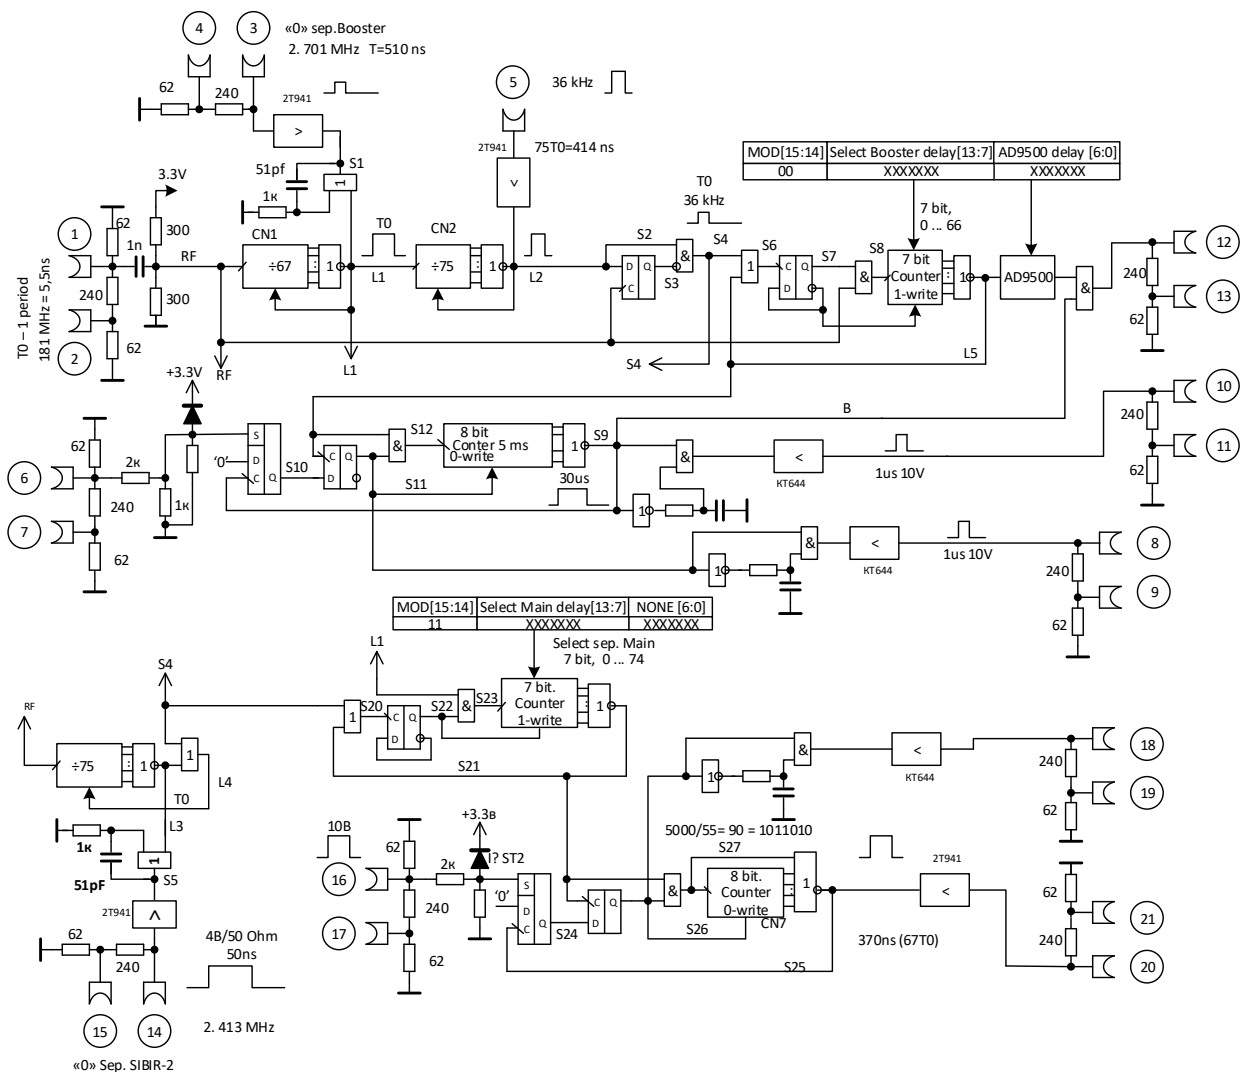 4
3
«0» sep.Booster
2. 701 MHz T=510 ns
62
240
2T941
>
5
36 kHz
2T941
75T0=414 ns
>
51pf
S1
1
1к
MOD[15:14] Select Booster delay[13:7] AD9500 delay [6:0]
00 XXXXXXX XXXXXXX
3.3V
62
300
1n
RF
CN1
÷67
1
T0
L1
CN2
÷75
1
L2
S2
D Q
C
S3
&
T0
36 kHz
S4
1
S6
C Q
D
S7
&
S8
7 bit,
0 ... 66
7 bit
Counter
1-write
1
AD9500
&
12
240
13
62
1
240
300
2
62
T0 – 1 period
181 MHz = 5,5ns
RF
L1
S4
L5
+3.3V
B
10
240
11
62
62
2к
6
240
1к
7
62
‘0’
S
D
C Q
S10
C Q
D
&
S12
8 bit
Conter 5 ms
0-write
1
S9
S11
30us
1
&
<
КТ644
1us 10V
&
1
<
КТ644
1us 10V
8
240
9
62
MOD[15:14] Select Main delay[13:7] NONE [6:0]
11 XXXXXXX XXXXXXX
Select sep. Main
7 bit, 0 ... 74
S4
L1
RF
÷75
1
1
T0
L4
L3
1
S20
C Q
D
S22
&
S23
7 bit.
Counter
1-write
1
S21
1к
51pF
1
S5
2T941
>
62
240
15
14
4B/50 Ohm
50ns
2. 413 MHz
«0» Sep. SIBIR-2
10B
16
17
62
240
62
2к
+3.3в
I? ST2
‘0’
S
D
C Q
S24
C Q
D
&
S27
8 bit.
Counter
0-write
CN7
1
S26
S25
5000/55= 90 = 1011010
1
&
<
КТ644
18
240
19
62
370ns (67T0)
2T941
<
62
21
240
20